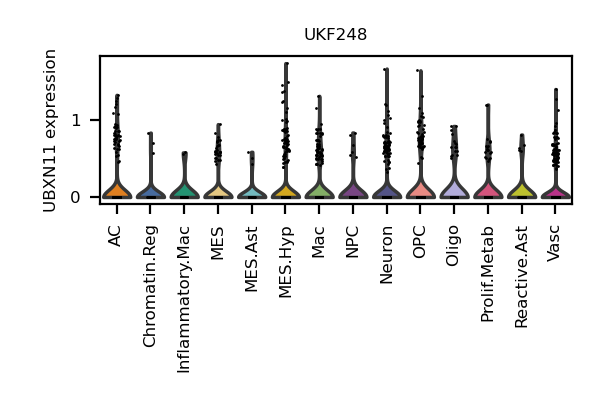 UKF248
UBXN11 expression
1
0
AC
Chromatin.Reg
Inflammatory.Mac
MES
MES.Ast
MES.Hyp
Mac
NPC
Neuron
OPC
Oligo
Prolif.Metab
Reactive.Ast
Vasc